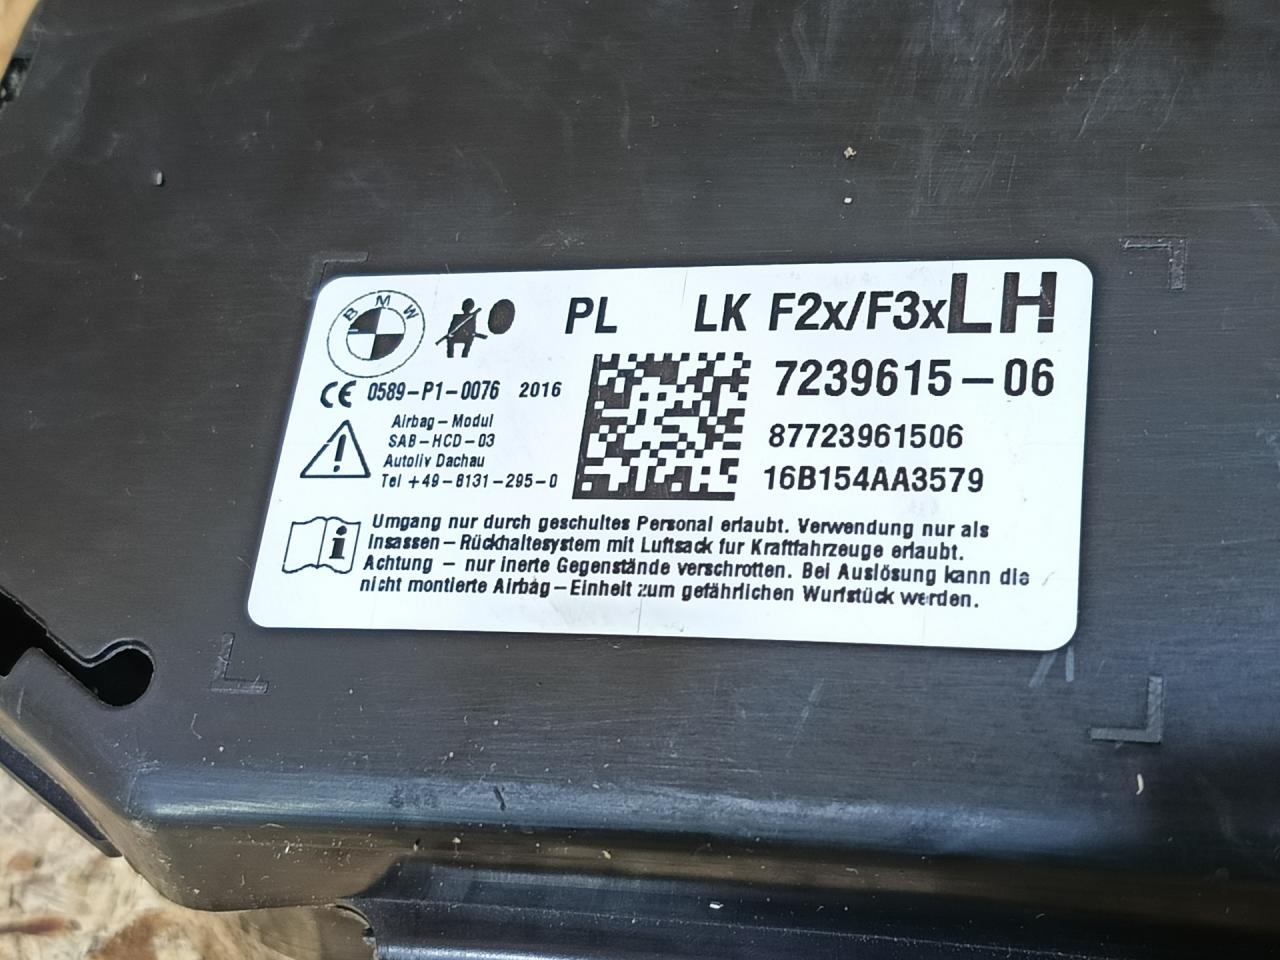 BMW
PL LK F2x/F3x LH
7239615-06
CE 0589-P1-0076 2016
Airbag-Modul
SAB-HCD-03
Autoliv Dachau
Tel +49-8131-295-0
87723961506
16B154AA3579
Umgang nur durch geschultes Personal erlaubt. Verwendung nur als
Insassen-Rückhaltesystem mit Luftsack fur Kraftfahrzeuge erlaubt.
Achtung - nur inerte Gegenstände verschrotten. Bei Auslösung kann die
nicht montierte Airbag-Einheit zum gefährlichen Wurfstück werden.